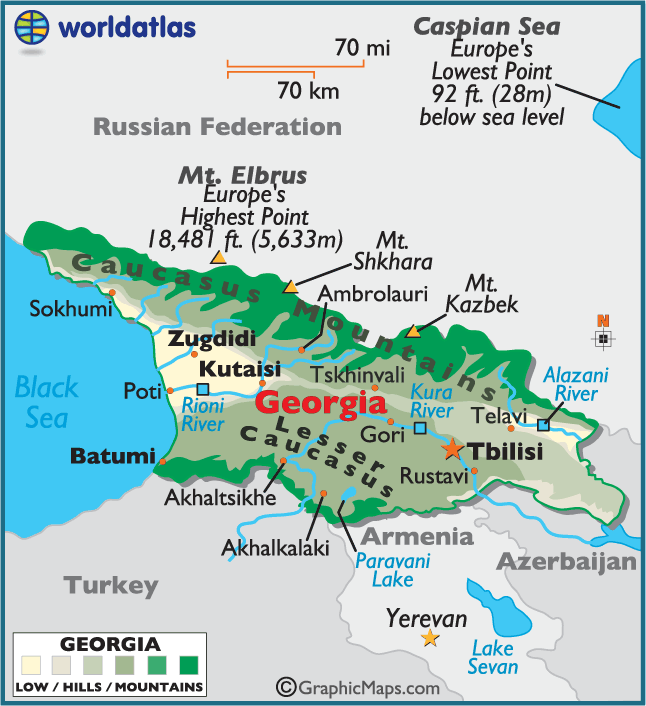 worldatlas
70 mi
70 km
Caspian Sea
Europe's
Lowest Point
92 ft. (28m)
below sea level
Russian Federation
Mt. Elbrus
Europe's
Highest Point
18,481 ft. (5,633m)
Mt.
Shkhara
Mt.
Kazbek
Caucasus Mountains
Ambrolauri
Sokhumi
N
Zugdidi
Kutaisi
Tskhinvali
Black
Sea
Poti
Rioni
River
Georgia
Kura
River
Alazani
River
Telavi
Gori
Lesser
Caucasus
Tbilisi
Batumi
Rustavi
Akhaltsikhe
Akhalkalaki
Paravani
Lake
Armenia
Azerbaijan
Turkey
Yerevan
Lake
Sevan
GEORGIA
LOW / HILLS / MOUNTAINS
©GraphicMaps.com